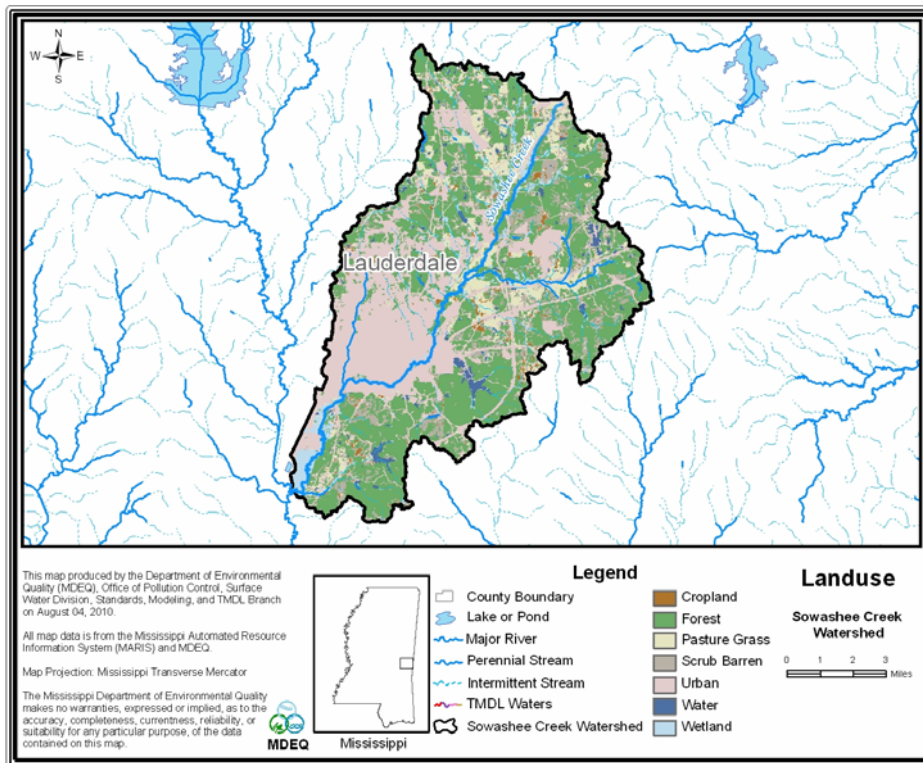 N
W E
S
Sowashee Creek
Lauderdale
This map produced by the Department of Environmental
Quality (MDEQ), Office of Pollution Control, Surface
Water Division, Standards, Modeling, and TMDL Branch
on August 04, 2010.
All map data is from the Mississippi Automated Resource
Information System (MARIS) and MDEQ.
Map Projection: Mississippi Transverse Mercator
The Mississippi Department of Environmental Quality
makes no warranties, expressed or implied, as to the
accuracy, completeness, currentness, reliability, or
suitability for any particular purpose, of the data
contained on this map.
MDEQ
Mississippi
Legend
County Boundary
Lake or Pond
Major River
Perennial Stream
Intermittent Stream
TMDL Waters
Sowashee Creek Watershed
Cropland
Forest
Pasture Grass
Scrub Barren
Urban
Water
Wetland
Landuse
Sowashee Creek
Watershed
0 1 2 3
Miles